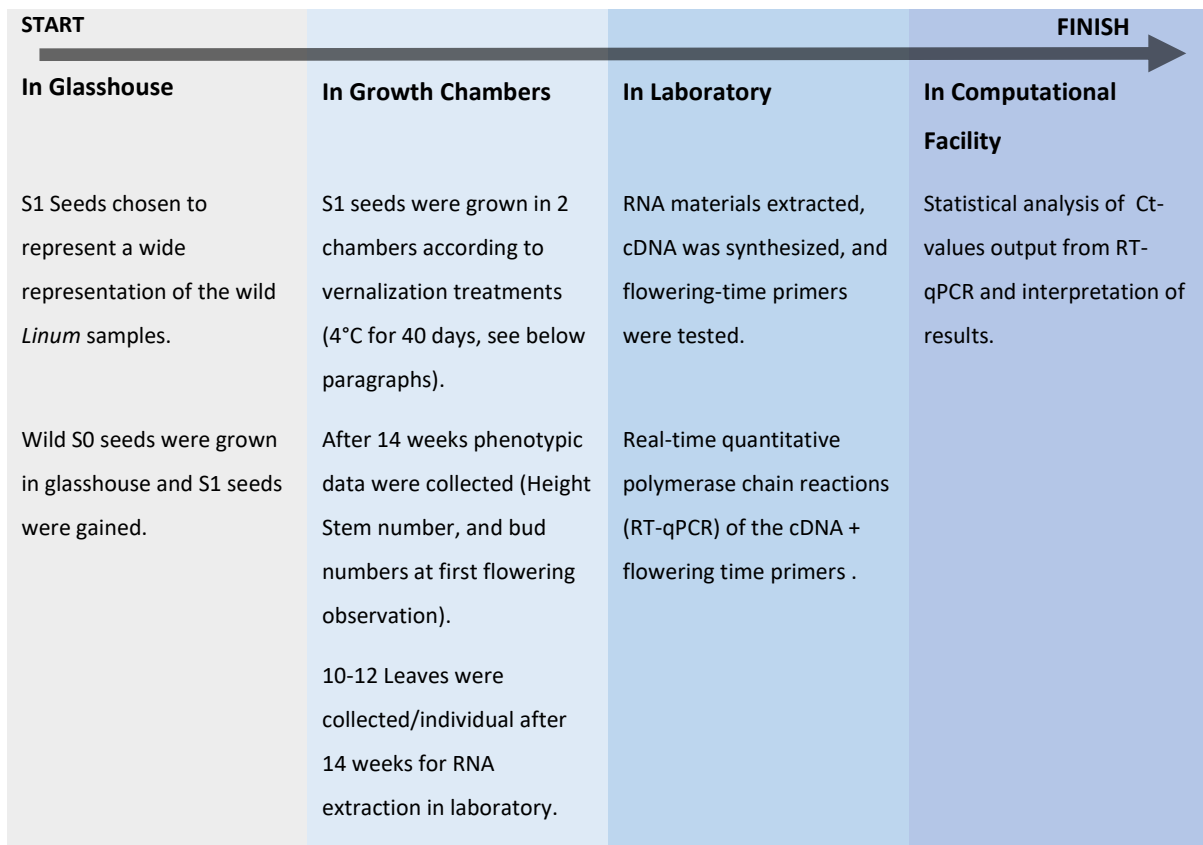 START
FINISH
In Glasshouse
S1 Seeds chosen to
represent a wide
representation of the wild
Linum samples.
Wild S0 seeds were grown
in glasshouse and S1 seeds
were gained.
In Growth Chambers
S1 seeds were grown in 2
chambers according to
vernalization treatments
(4°C for 40 days, see below
paragraphs).
After 14 weeks phenotypic
data were collected (Height
Stem number, and bud
numbers at first flowering
observation).
10-12 Leaves were
collected/individual after
14 weeks for RNA
extraction in laboratory.
In Laboratory
RNA materials extracted,
cDNA was synthesized, and
flowering-time primers
were tested.
Real-time quantitative
polymerase chain reactions
(RT-qPCR) of the cDNA +
flowering time primers .
In Computational
Facility
Statistical analysis of  Ct-
values output from RT-
qPCR and interpretation of
results.